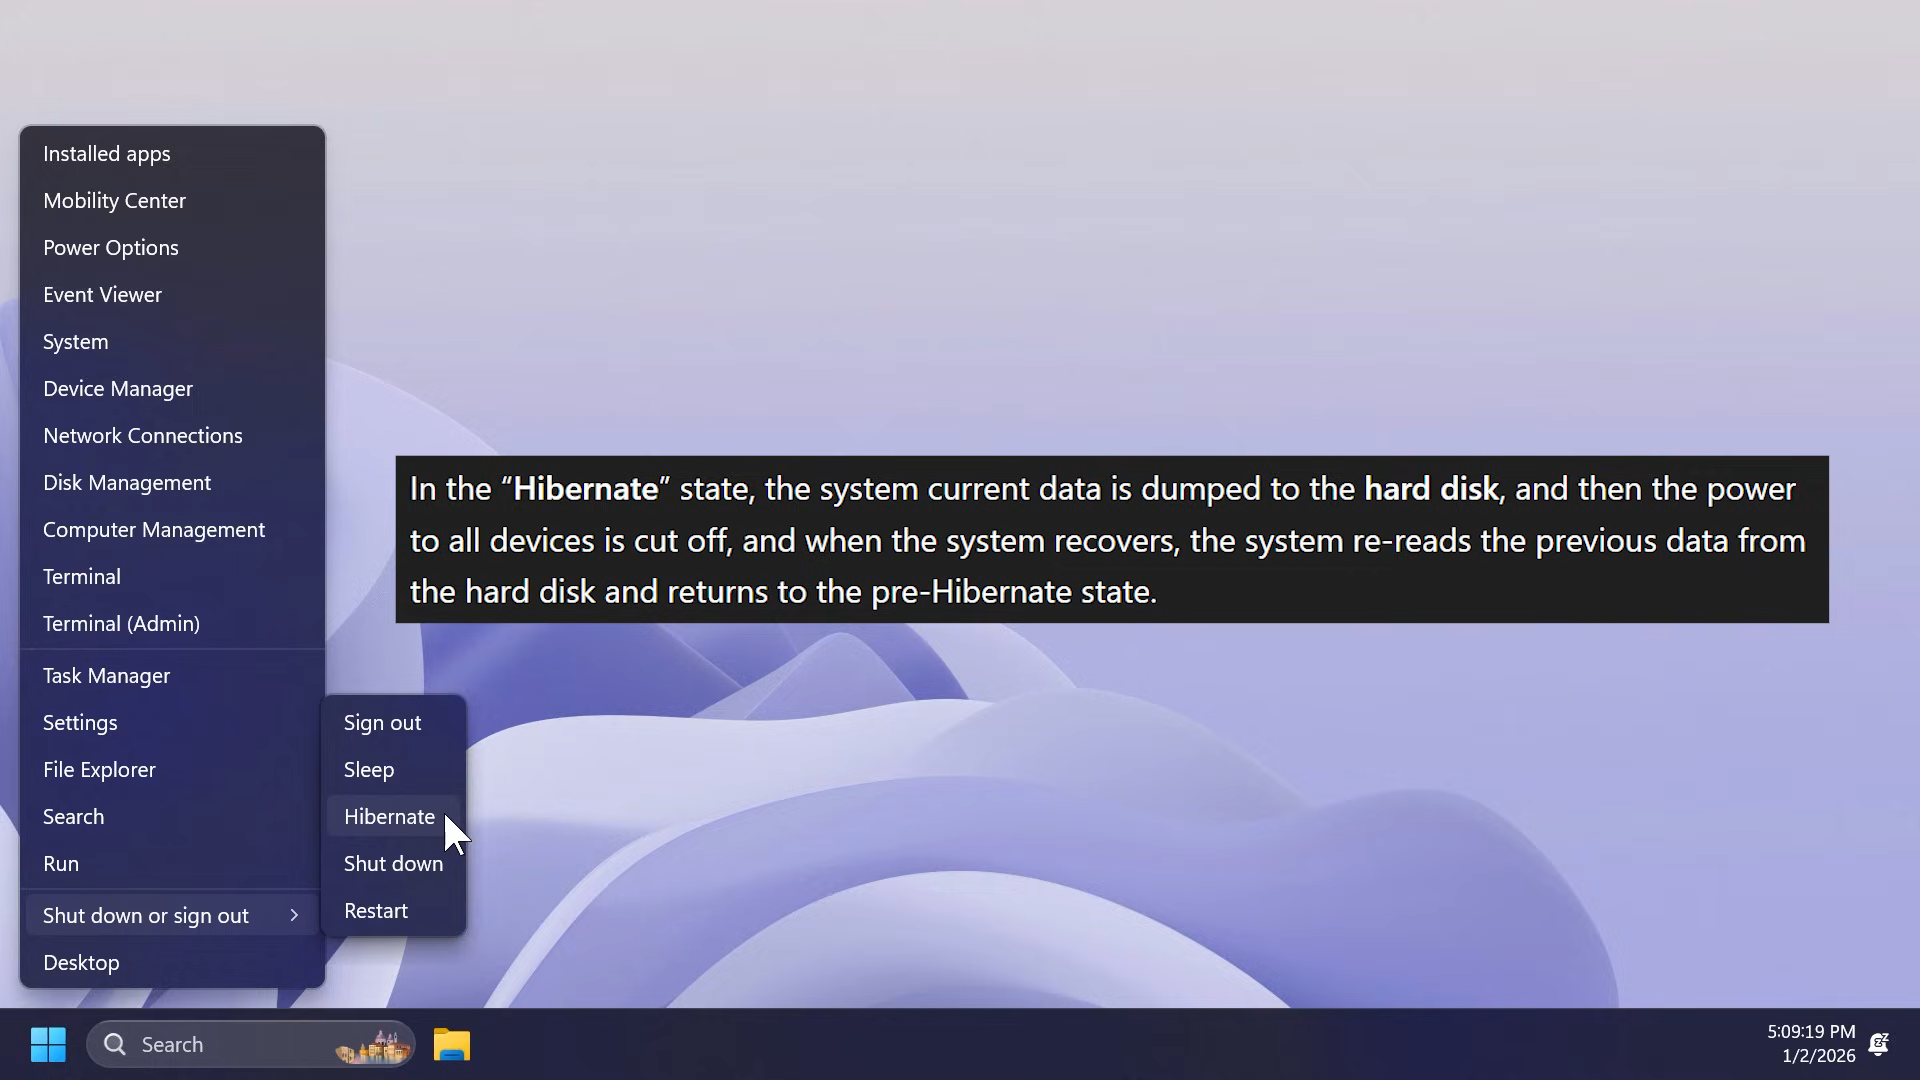 Installed apps
Mobility Center
Power Options
Event Viewer
System
Device Manager
Network Connections
Disk Management
Computer Management
Terminal
Terminal (Admin)
Task Manager
Settings
File Explorer
Search
Run
Shut down or sign out
Desktop
Sign out
Sleep
Hibernate
Shut down
Restart
In the “Hibernate” state, the system current data is dumped to the hard disk, and then the power
to all devices is cut off, and when the system recovers, the system re-reads the previous data from
the hard disk and returns to the pre-Hibernate state.
Search
5:09:19 PM
1/2/2026